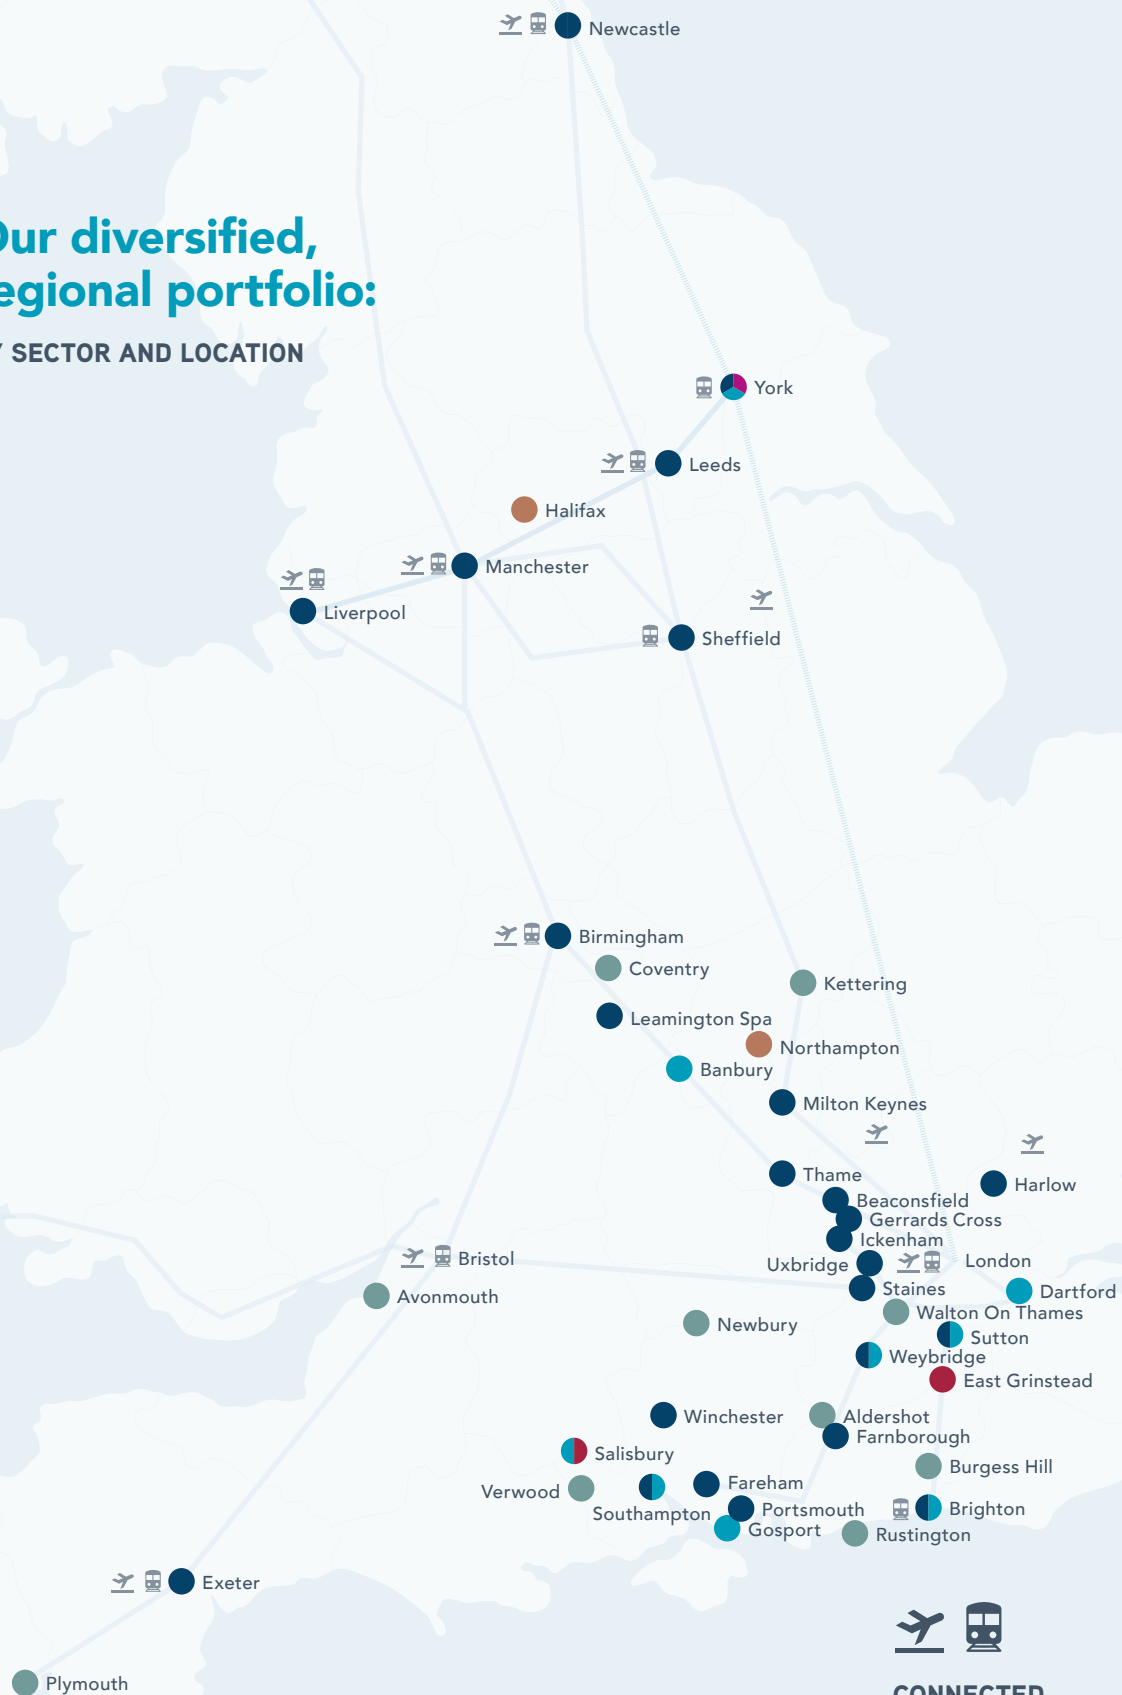 Newcastle
Our diversified,
regional portfolio:
Y SECTOR AND LOCATION
York
Leeds
Halifax
Manchester
Liverpool
Sheffield
Birmingham
Coventry
Kettering
Leamington Spa
Northampton
Banbury
Milton Keynes
Thame
Harlow
Beaconsfield
Gerrards Cross
Ickenham
Bristol
Uxbridge
London
Staines
Dartford
Avonmouth
Walton On Thames
Newbury
Sutton
Weybridge
East Grinstead
Winchester
Aldershot
Farnborough
Salisbury
Burgess Hill
Fareham
Verwood
Southampton
Portsmouth
Brighton
Gosport
Rustington
Exeter
Plymouth
CONNECTED